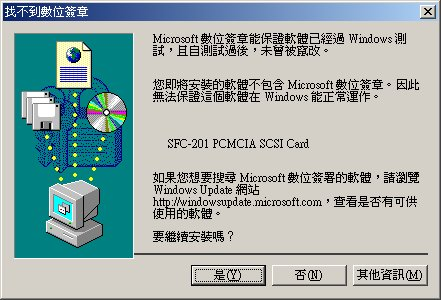 找不到數位簽章
Microsoft 數位簽章能保證軟體已經過 Windows 測
試，且自測試過後，未曾被竄改。
您即將安裝的軟體不包含 Microsoft 數位簽章。因此
無法保證這個軟體在 Windows 能正常運作。
SFC-201 PCMCIA SCSI Card
如果您想要搜尋 Microsoft 數位簽署的軟體，請瀏覽
Windows Update 網站
http://windowsupdate.microsoft.com，查看是否有可供
使用的軟體。
要繼續安裝嗎？
是(Y)
否(N)
其他資訊(M)